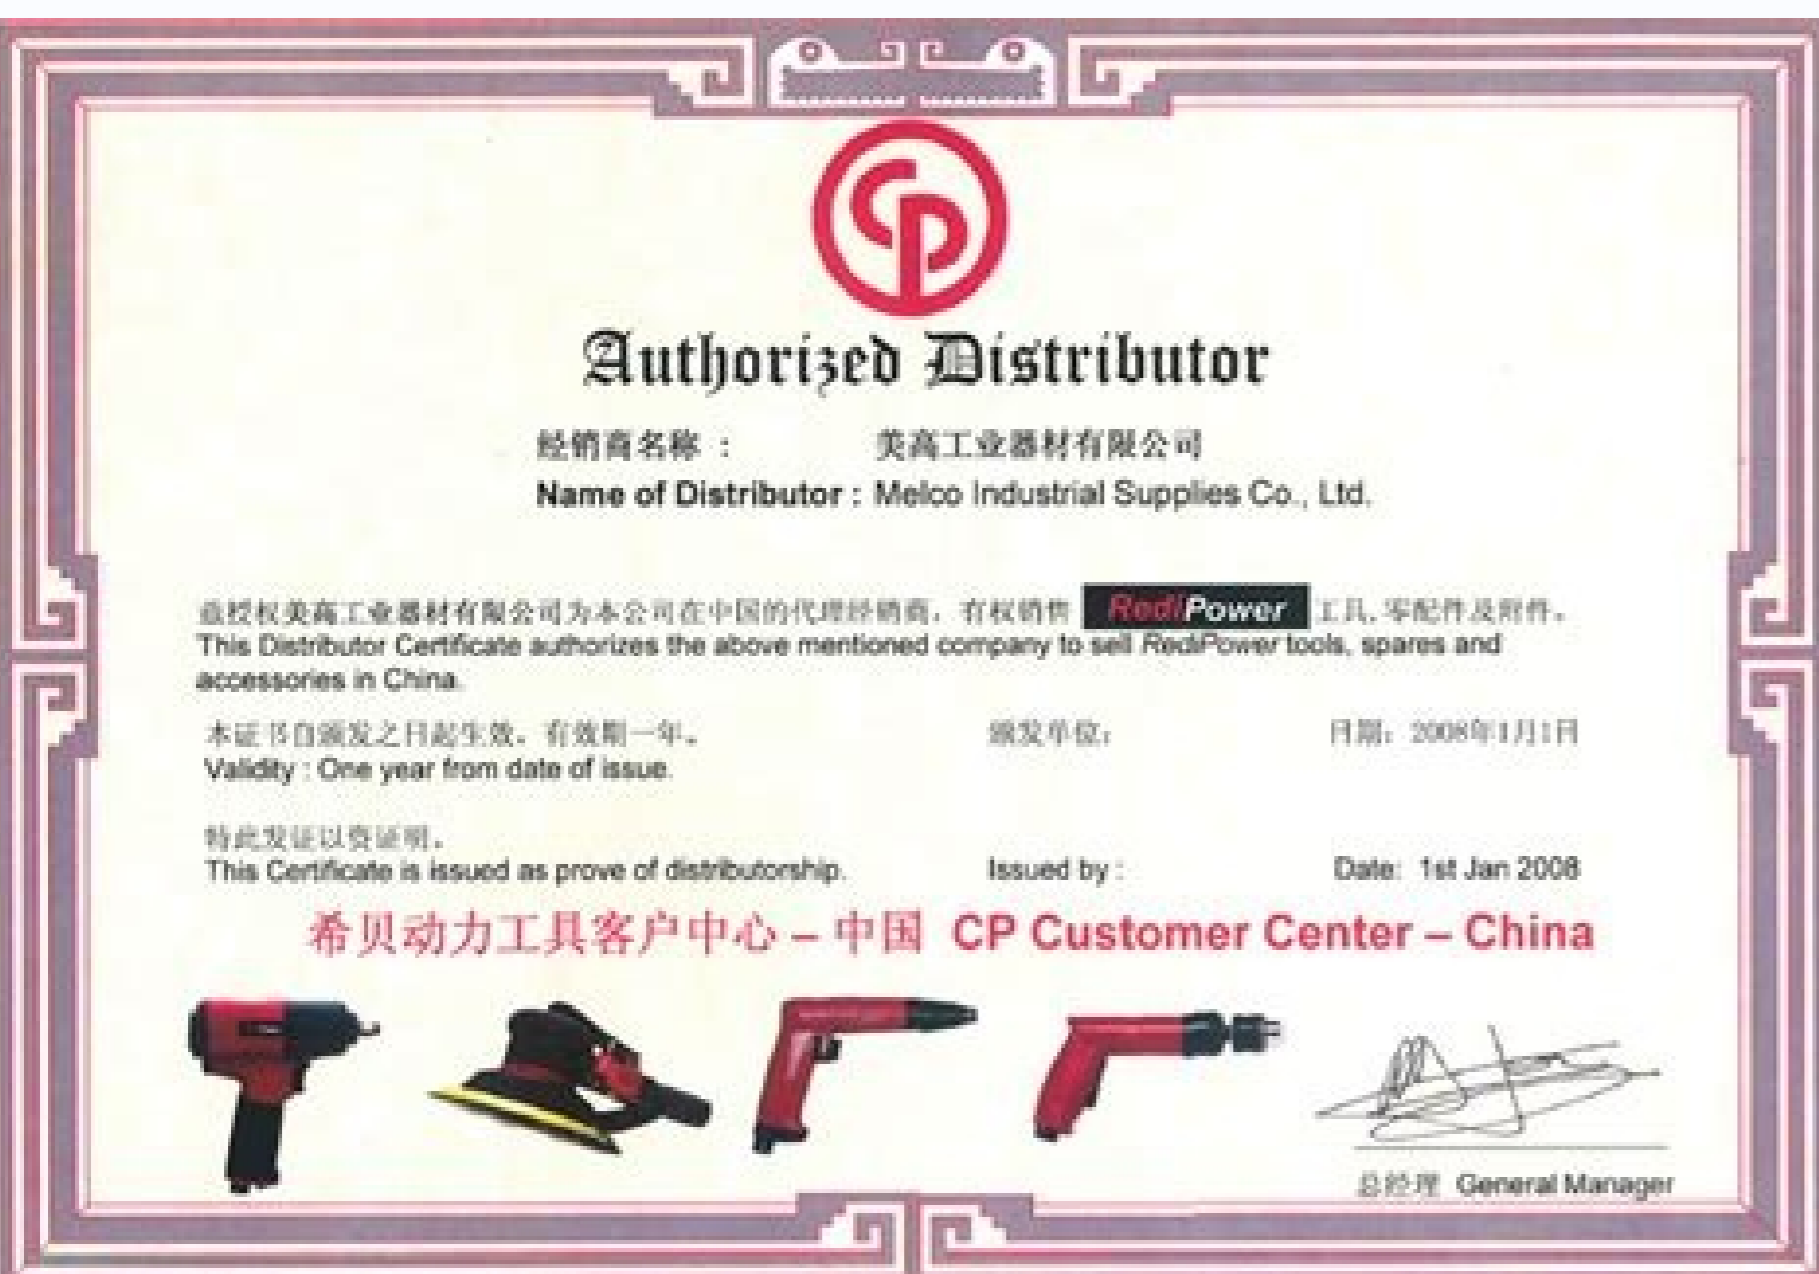 CP
Authorized Distributor
经销商名称 : 美高工业器材有限公司
Name of Distributor : Melco Industrial Supplies Co., Ltd.
兹授权美高工业器材有限公司为本公司在中国的代理经销商，有权销售 RediPower 工具,零配件及附件。
This Distributor Certificate authorizes the above mentioned company to sell RediPower tools, spares and
accessories in China.
本证书自颁发之日起生效，有效期一年。 颁发单位： 日期：2008年1月1日
Validity : One year from date of issue.
特此发证以资证明。
This Certificate is issued as prove of distributorship. Issued by : Date: 1st Jan 2008
希贝动力工具客户中心 – 中国 CP Customer Center – China
总经理 General Manager